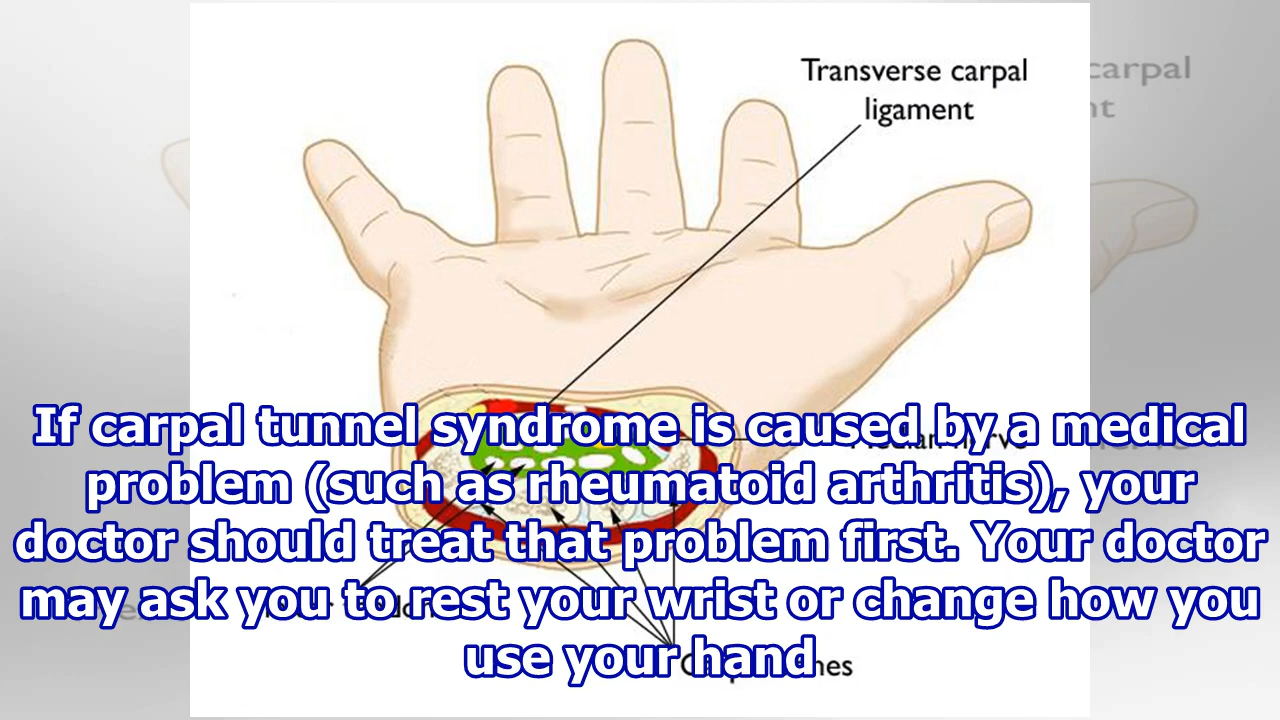 Transverse carpal
ligament
carpal
If carpal tunnel syndrome is caused by a medical
problem (such as rheumatoid arthritis), your
doctor should treat that problem first. Your doctor
may ask you to rest your wrist or change how you
use your hand